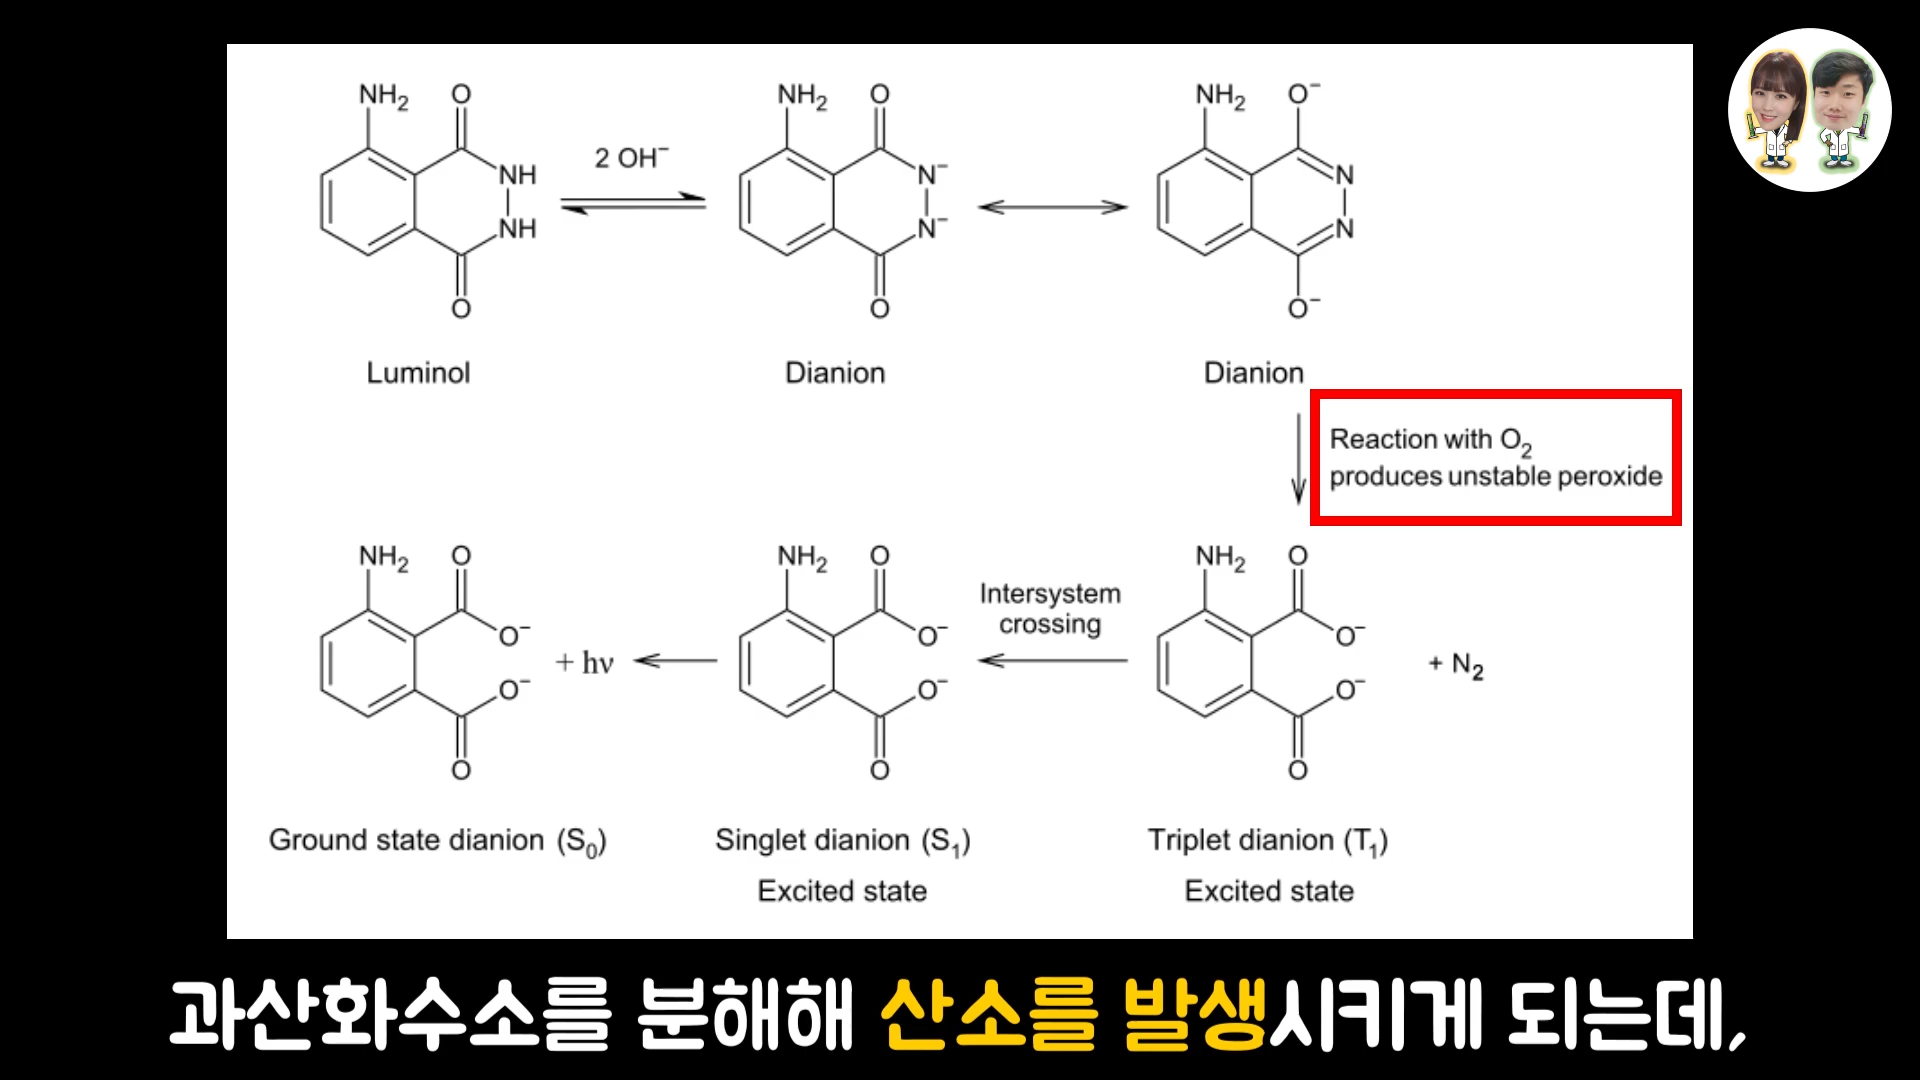 NH₂ O
NH
NH
O
Luminol
2 OH⁻
NH₂ O
N⁻
N⁻
O
Dianion
NH₂ O⁻
N
N
O⁻
Dianion
Reaction with O₂
produces unstable peroxide
NH₂ O
O⁻
O⁻
O
+ N₂
Triplet dianion (T₁)
Excited state
Intersystem
crossing
NH₂ O
O⁻
O⁻
O
Singlet dianion (S₁)
Excited state
+ hν
NH₂ O
O⁻
O⁻
O
Ground state dianion (S₀)
과산화수소를 분해해 산소를 발생시키게 되는데,